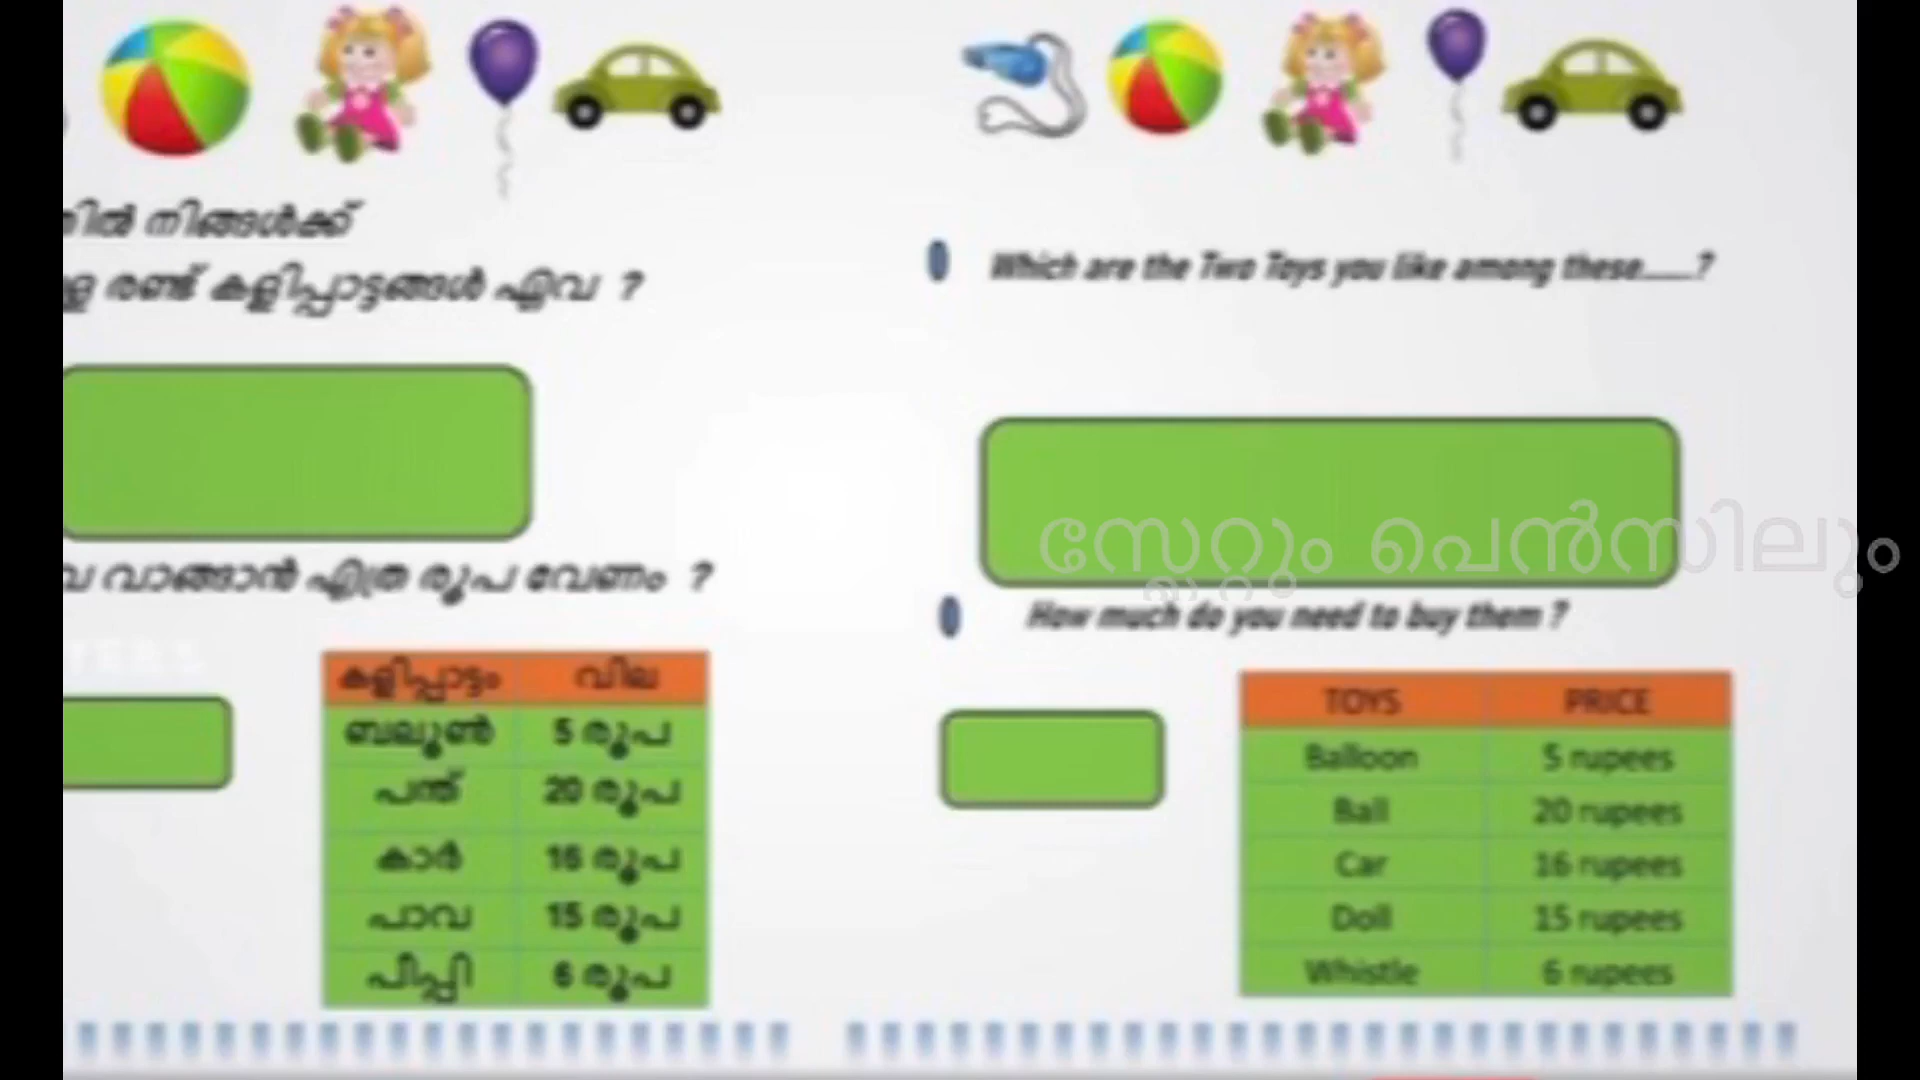 തിൽ നിങ്ങൾക്ക്
ള്ള രണ്ട് കളിപ്പാട്ടങ്ങൾ ഏവ ?
വ വാങ്ങാൻ എത്ര രൂപ വേണം ?
കളിപ്പാട്ടം വില
ബലൂൺ 5 രൂപ
പന്ത് 20 രൂപ
കാർ 16 രൂപ
പാവ 15 രൂപ
പീപ്പി 6 രൂപ
Which are the Two Toys you like among these......?
സ്ലേറ്റും പെൻസിലും
How much do you need to buy them ?
TOYS PRICE
Balloon 5 rupees
Ball 20 rupees
Car 16 rupees
Doll 15 rupees
Whistle 6 rupees